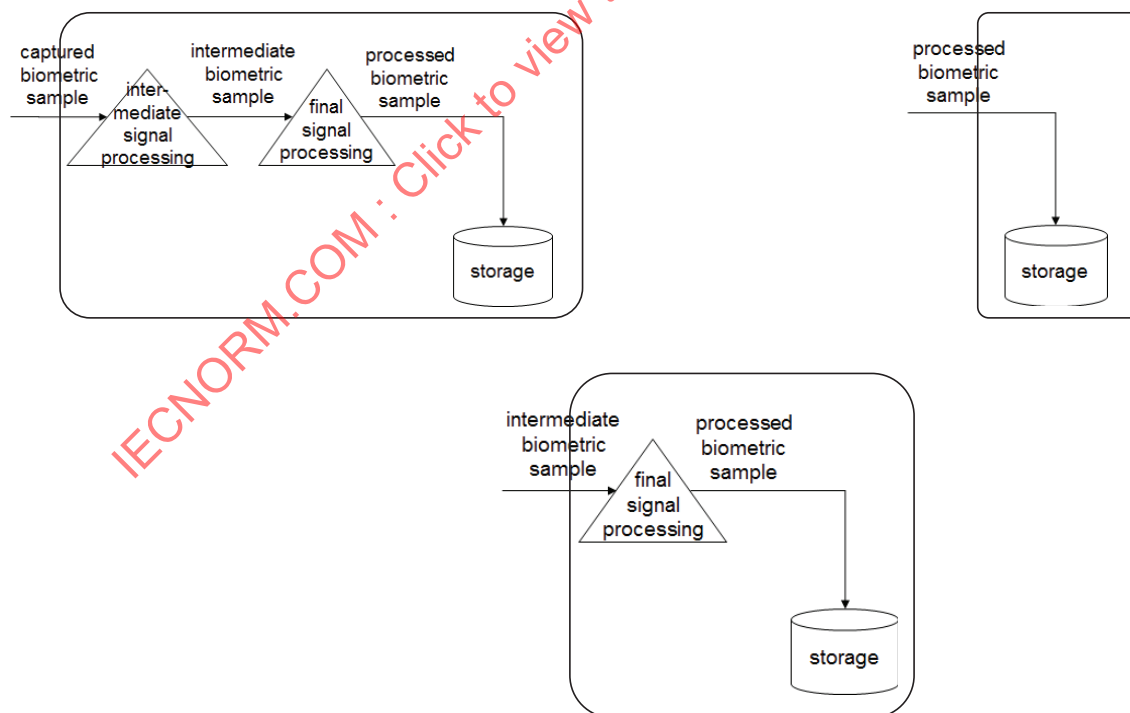 captured
biometric
sample
inter-
mediate
signal
processing
intermediate
biometric
sample
final
signal
processing
processed
biometric
sample
storage
processed
biometric
sample
storage
intermediate
biometric
sample
final
signal
processing
processed
biometric
sample
storage
IECNORM.COM : Click to view